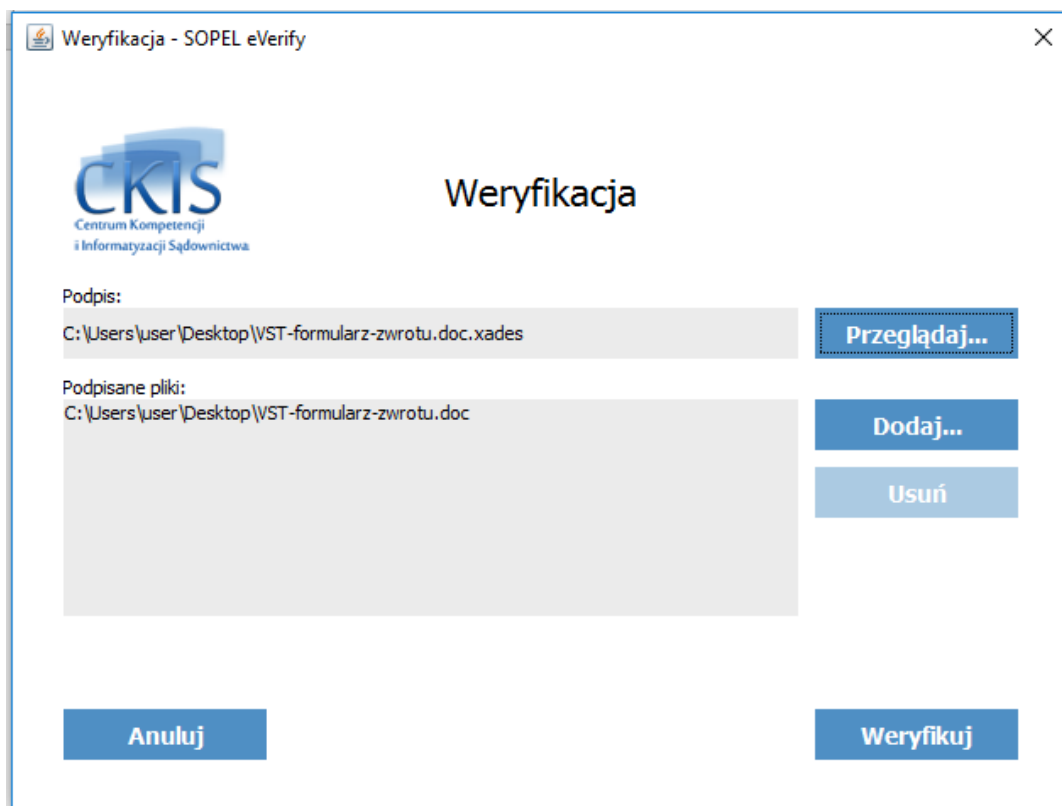 Weryfikacja - SOPEL eVerify
CKIS
Centrum Kompetencji
i Informatyzacji Sądownictwa
Weryfikacja
Podpis:
C:\Users\user\Desktop\VST-formularz-zwrotu.doc.xades
Przeglądaj...
Podpisane pliki:
C:\Users\user\Desktop\VST-formularz-zwrotu.doc
Dodaj...
Usuń
Anuluj
Weryfikuj